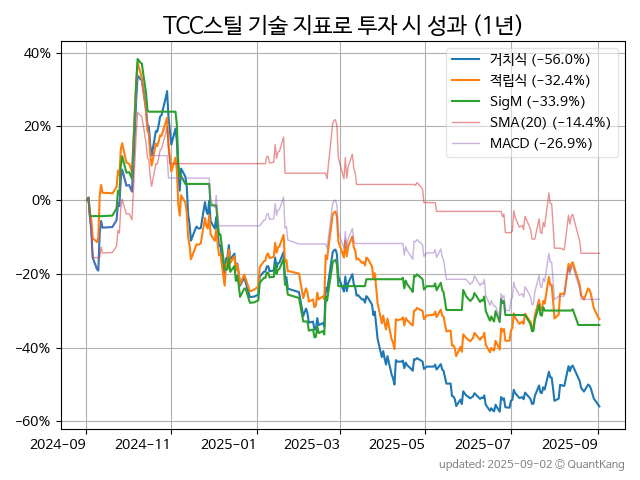 TCC스틸 기술 지표로 투자 시 성과 (1년)
거치식 (−56.0%)
적립식 (−32.4%)
SigM (−33.9%)
SMA(20) (−14.4%)
MACD (−26.9%)
40%
20%
0%
−20%
−40%
−60%
2024-09 2024-11 2025-01 2025-03 2025-05 2025-07 2025-09
updated: 2025-09-02 © QuantKang